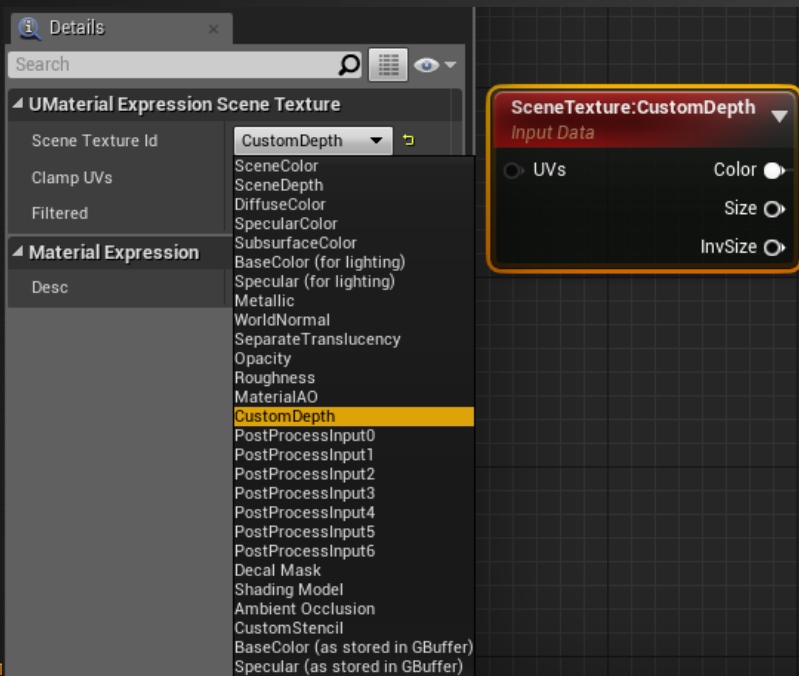 Details
Search
UMaterial Expression Scene Texture
Scene Texture Id
CustomDepth
Clamp UVs
Filtered
Material Expression
Desc
SceneColor
SceneDepth
DiffuseColor
SpecularColor
SubsurfaceColor
BaseColor (for lighting)
Specular (for lighting)
Metallic
WorldNormal
SeparateTranslucency
Opacity
Roughness
MaterialAO
CustomDepth
PostProcessInput0
PostProcessInput1
PostProcessInput2
PostProcessInput3
PostProcessInput4
PostProcessInput5
PostProcessInput6
Decal Mask
Shading Model
Ambient Occlusion
CustomStencil
BaseColor (as stored in GBuffer)
Specular (as stored in GBuffer)
SceneTexture:CustomDepth
Input Data
UVs
Color
Size
InvSize